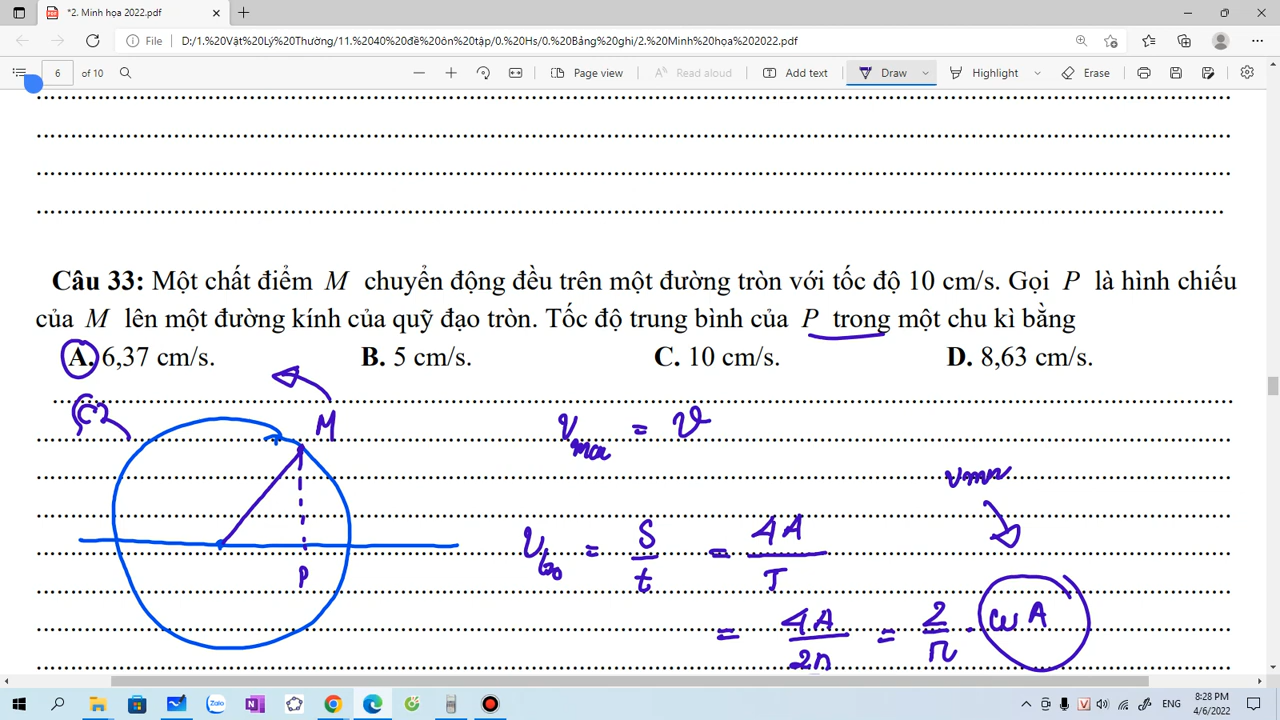 *2. Minh họa 2022.pdf
File D:/1.%20Vật%20Lý%20Thường/11.%2040%20đề%20ôn%20tập/0.%20Hs/0.%20Bảng%20ghi/2.%20Minh%20họa%202022.pdf
6 of 10 Page view Read aloud Add text Draw Highlight Erase
Câu 33: Một chất điểm M chuyển động đều trên một đường tròn với tốc độ 10 cm/s. Gọi P là hình chiếu
của M lên một đường kính của quỹ đạo tròn. Tốc độ trung bình của P trong một chu kì bằng
A. 6,37 cm/s. B. 5 cm/s. C. 10 cm/s. D. 8,63 cm/s.
M
P
Vmax = v
Vtb = S/t = 4A/T
= 4A/2π = 2/π . ωA
Zalo
ENG
8:28 PM
4/6/2022